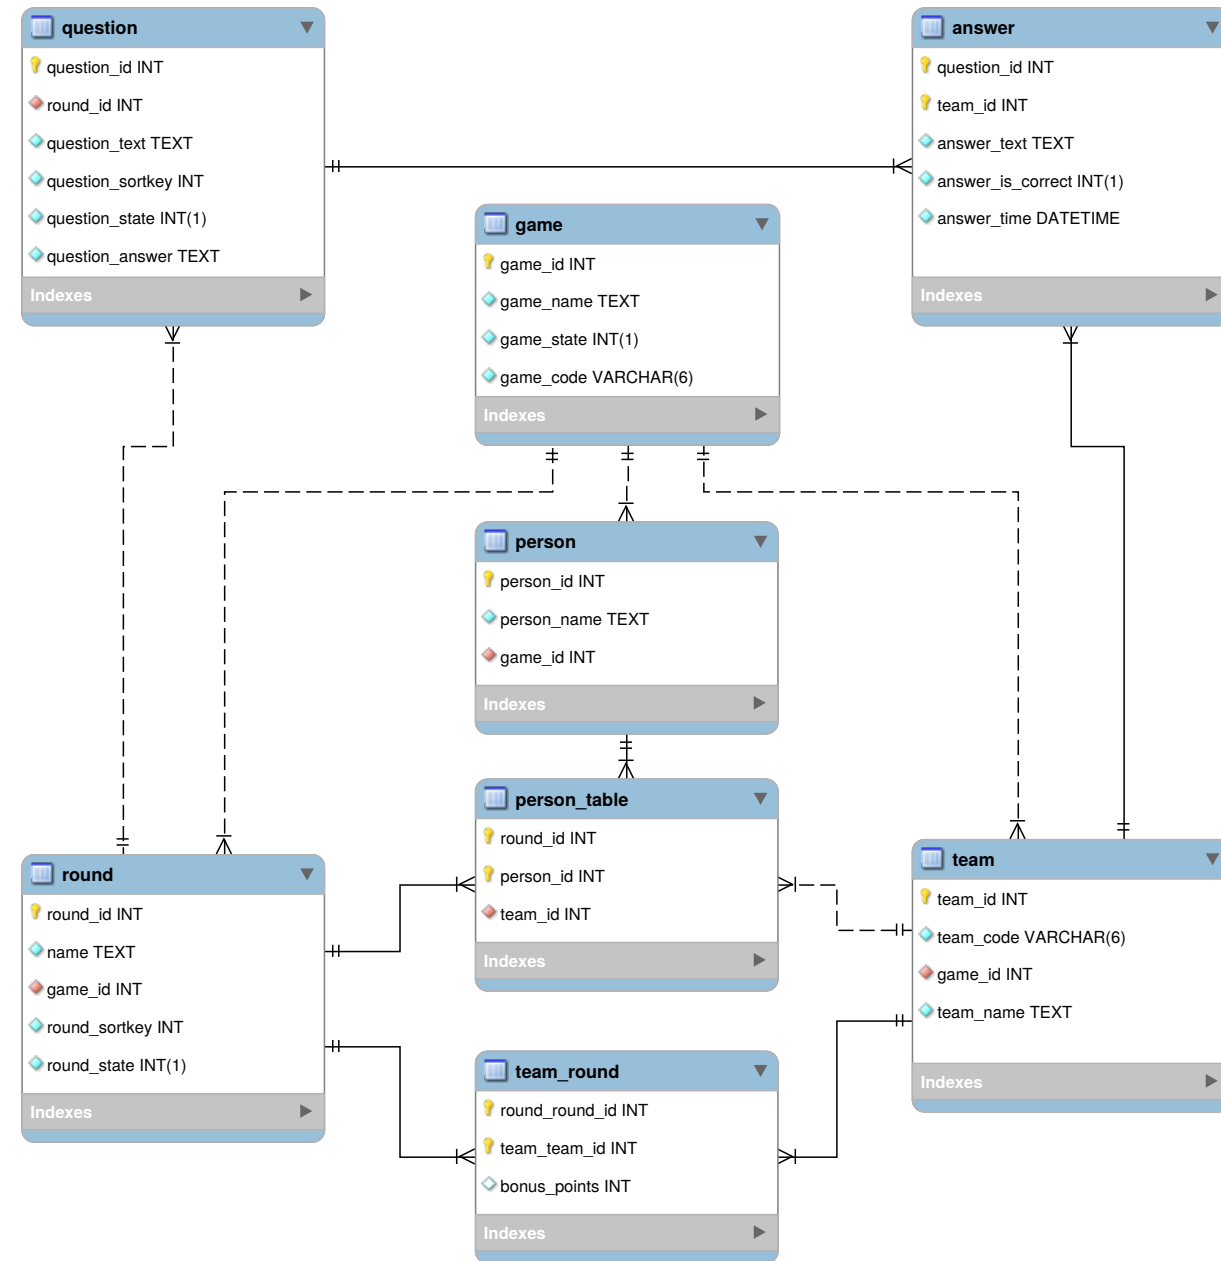 question
question_id INT
round_id INT
question_text TEXT
question_sortkey INT
question_state INT(1)
question_answer TEXT
Indexes
answer
question_id INT
team_id INT
answer_text TEXT
answer_is_correct INT(1)
answer_time DATETIME
Indexes
game
game_id INT
game_name TEXT
game_state INT(1)
game_code VARCHAR(6)
Indexes
person
person_id INT
person_name TEXT
game_id INT
Indexes
person_table
round_id INT
person_id INT
team_id INT
Indexes
round
round_id INT
name TEXT
game_id INT
round_sortkey INT
round_state INT(1)
Indexes
team
team_id INT
team_code VARCHAR(6)
game_id INT
team_name TEXT
Indexes
team_round
round_round_id INT
team_team_id INT
bonus_points INT
Indexes